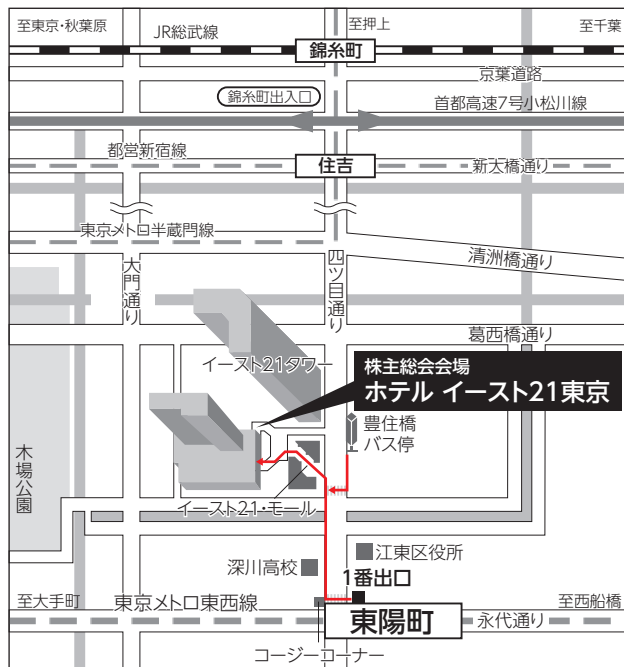 至東京・秋葉原
JR総武線
至押上
至千葉
錦糸町
京葉道路
錦糸町出入口
首都高速7号小松川線
都営新宿線
住吉
新大橋通り
東京メトロ半蔵門線
大門通り
四ツ目通り
清洲橋通り
葛西橋通り
イースト21タワー
株主総会会場
ホテル イースト21東京
豊住橋
バス停
木場公園
イースト21・モール
江東区役所
深川高校
1番出口
至大手町
東京メトロ東西線
東陽町
至西船橋
永代通り
コージーコーナー